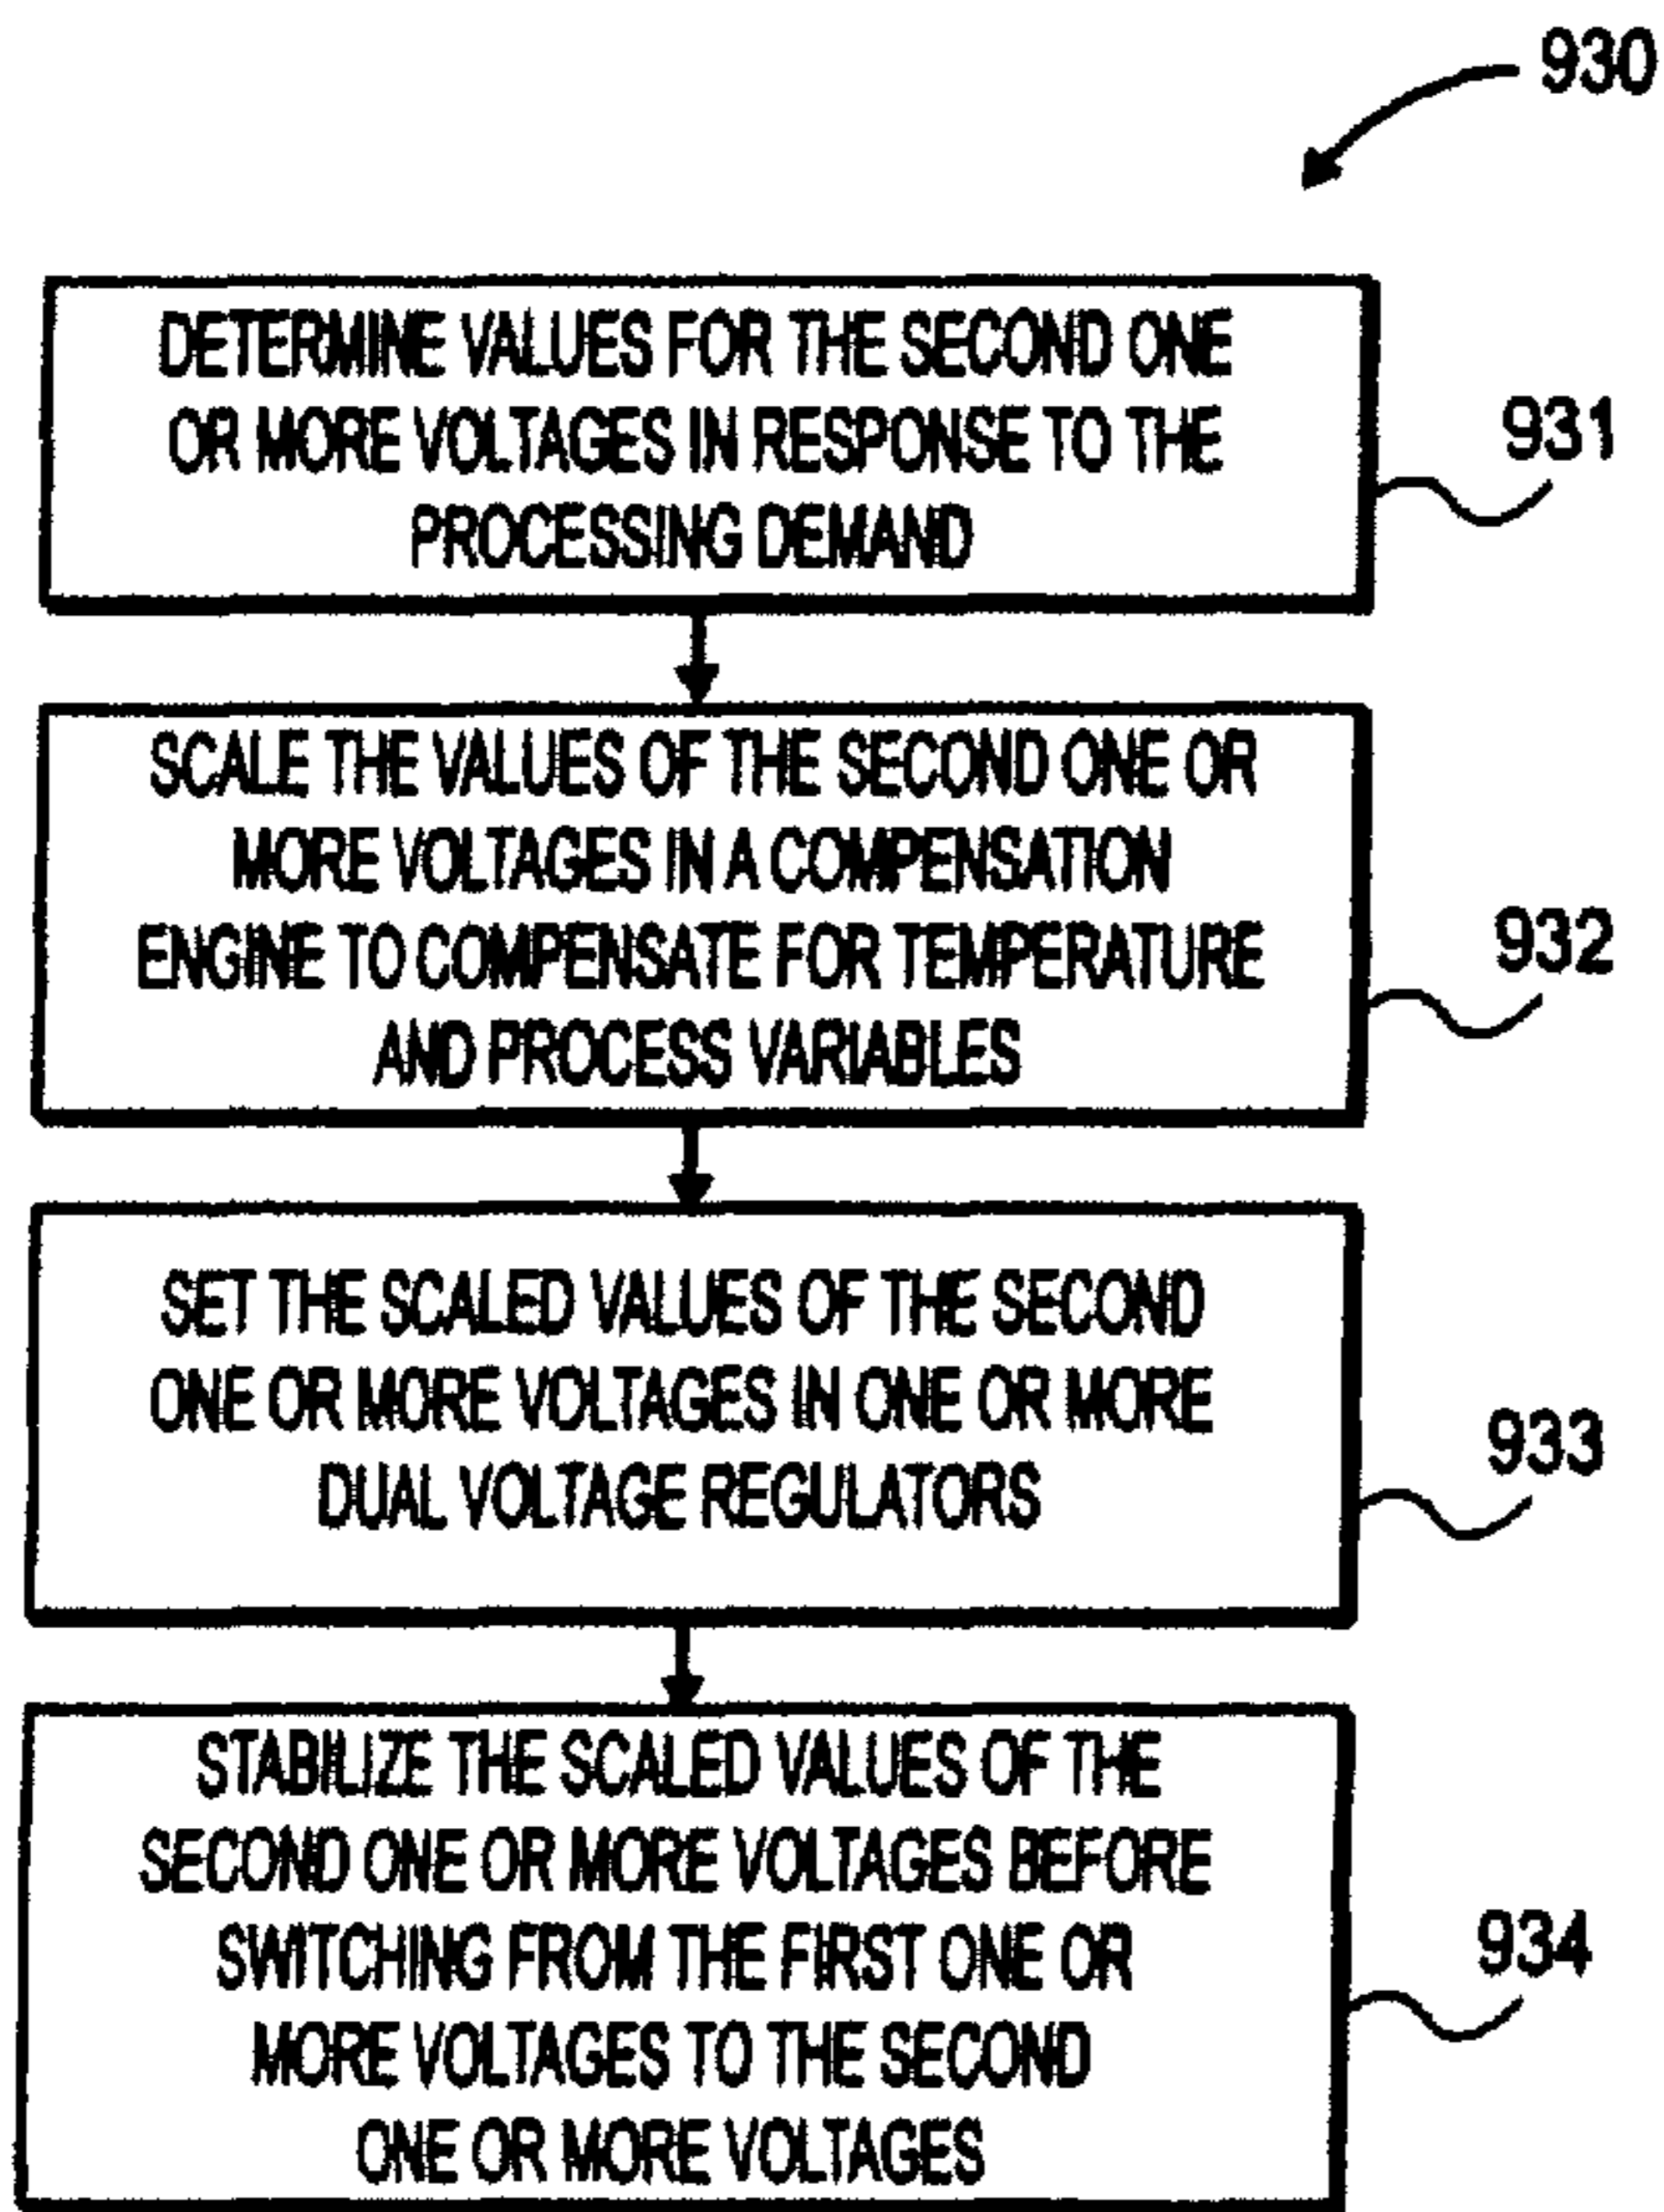 930
DETERMINE VALUES FOR THE SECOND ONE
OR MORE VOLTAGES IN RESPONSE TO THE
PROCESSING DEMAND
931
SCALE THE VALUES OF THE SECOND ONE OR
MORE VOLTAGES IN A COMPENSATION
ENGINE TO COMPENSATE FOR TEMPERATURE
AND PROCESS VARIABLES
932
SET THE SCALED VALUES OF THE SECOND
ONE OR MORE VOLTAGES IN ONE OR MORE
DUAL VOLTAGE REGULATORS
933
STABILIZE THE SCALED VALUES OF THE
SECOND ONE OR MORE VOLTAGES BEFORE
SWITCHING FROM THE FIRST ONE OR
MORE VOLTAGES TO THE SECOND
ONE OR MORE VOLTAGES
934